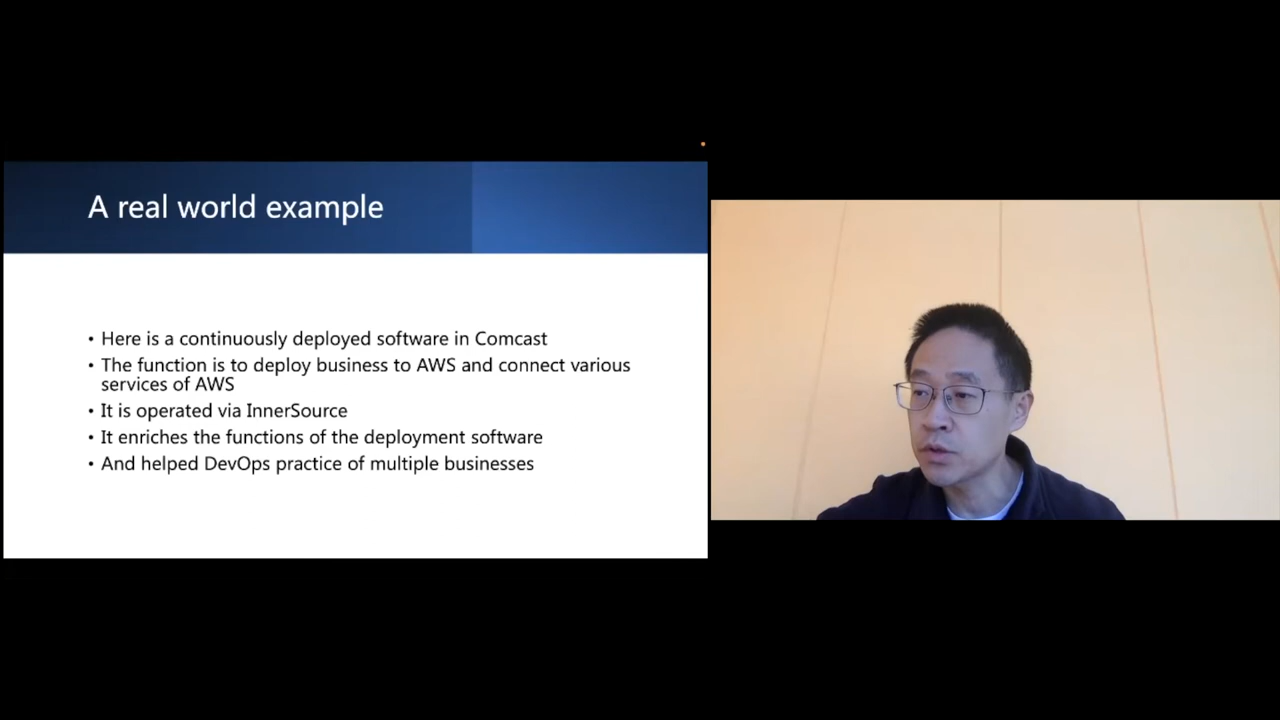 A real world example
• Here is a continuously deployed software in Comcast
• The function is to deploy business to AWS and connect various
services of AWS
• It is operated via InnerSource
• It enriches the functions of the deployment software
• And helped DevOps practice of multiple businesses